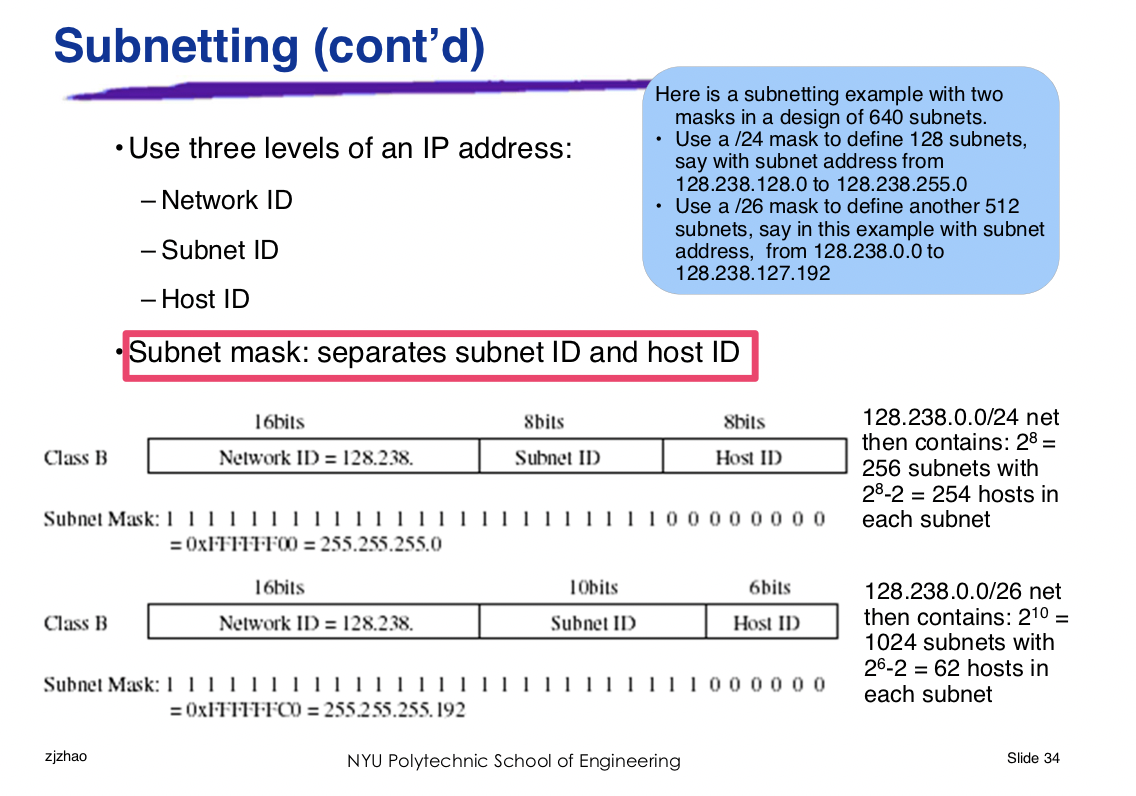 Subnetting (cont’d)
Here is a subnetting example with two
masks in a design of 640 subnets.
• Use a /24 mask to define 128 subnets,
say with subnet address from
128.238.128.0 to 128.238.255.0
• Use a /26 mask to define another 512
subnets, say in this example with subnet
address, from 128.238.0.0 to
128.238.127.192
• Use three levels of an IP address:
– Network ID
– Subnet ID
– Host ID
• Subnet mask: separates subnet ID and host ID
16bits 8bits 8bits
Class B Network ID = 128.238. Subnet ID Host ID
Subnet Mask: 1 1 1 1 1 1 1 1 1 1 1 1 1 1 1 1 1 1 1 1 1 1 1 1 0 0 0 0 0 0 0 0
= 0xFFFFFF00 = 255.255.255.0
128.238.0.0/24 net
then contains: 2⁸ =
256 subnets with
2⁸-2 = 254 hosts in
each subnet
16bits 10bits 6bits
Class B Network ID = 128.238. Subnet ID Host ID
Subnet Mask: 1 1 1 1 1 1 1 1 1 1 1 1 1 1 1 1 1 1 1 1 1 1 1 1 1 1 0 0 0 0 0 0
= 0xFFFFFFC0 = 255.255.255.192
128.238.0.0/26 net
then contains: 2¹⁰ =
1024 subnets with
2⁶-2 = 62 hosts in
each subnet
zjzhao
NYU Polytechnic School of Engineering
Slide 34